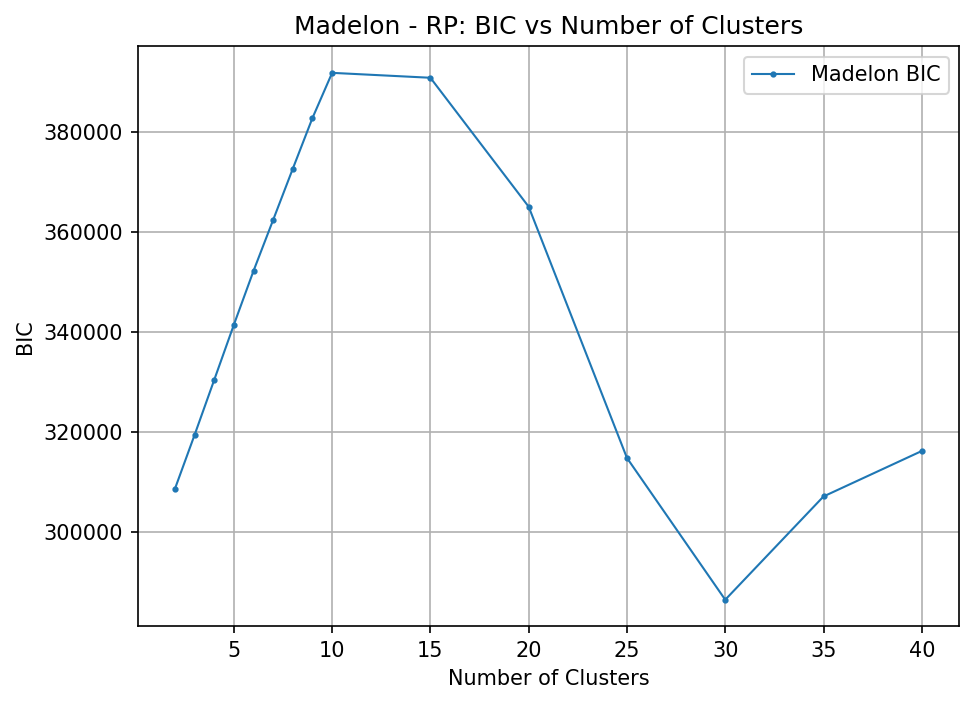 Madelon - RP: BIC vs Number of Clusters
Madelon BIC
380000
360000
340000
320000
300000
BIC
5 10 15 20 25 30 35 40
Number of Clusters